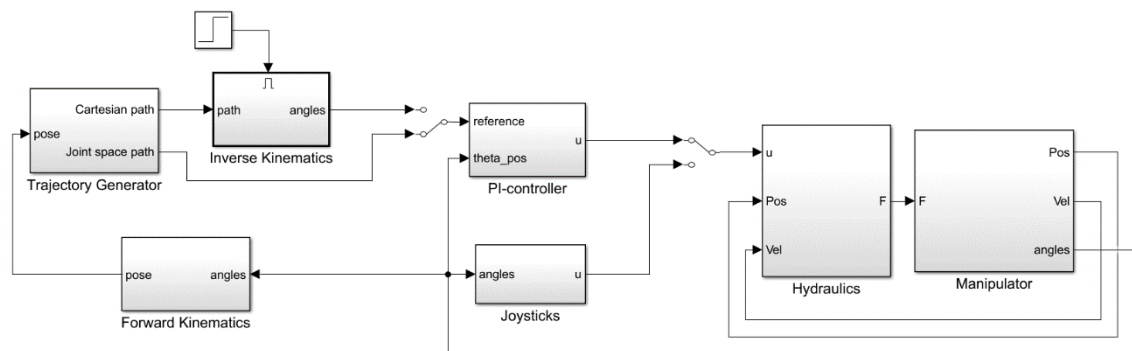 Cartesian path
pose
Joint space path
Trajectory Generator
path
angles
Inverse Kinematics
reference
u
theta_pos
PI-controller
pose
angles
Forward Kinematics
angles
u
Joysticks
u
Pos
F
Vel
Hydraulics
F
Pos
Vel
angles
Manipulator